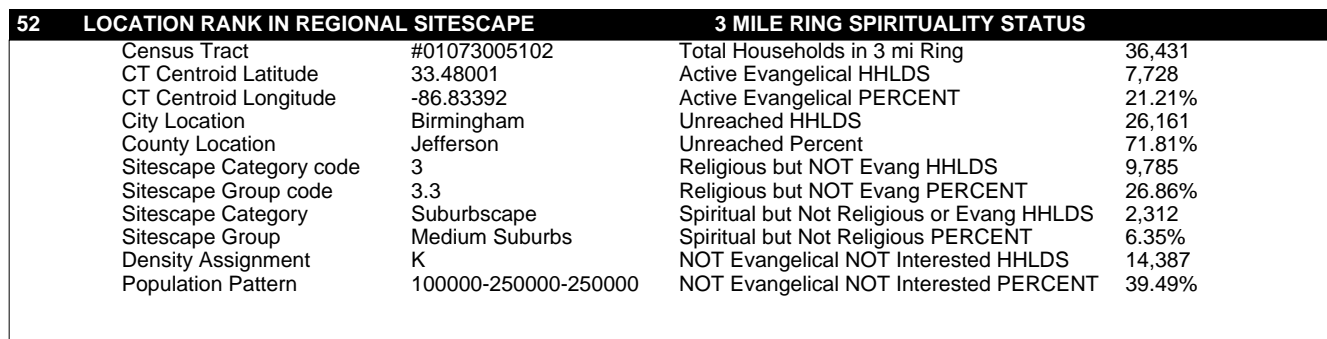 52 LOCATION RANK IN REGIONAL SITESCAPE 3 MILE RING SPIRITUALITY STATUS
Census Tract #01073005102 Total Households in 3 mi Ring 36,431
CT Centroid Latitude 33.48001 Active Evangelical HHLDS 7,728
CT Centroid Longitude -86.83392 Active Evangelical PERCENT 21.21%
City Location Birmingham Unreached HHLDS 26,161
County Location Jefferson Unreached Percent 71.81%
Sitescape Category code 3 Religious but NOT Evang HHLDS 9,785
Sitescape Group code 3.3 Religious but NOT Evang PERCENT 26.86%
Sitescape Category Suburbscape Spiritual but Not Religious or Evang HHLDS 2,312
Sitescape Group Medium Suburbs Spiritual but Not Religious PERCENT 6.35%
Density Assignment K NOT Evangelical NOT Interested HHLDS 14,387
Population Pattern 100000-250000-250000 NOT Evangelical NOT Interested PERCENT 39.49%